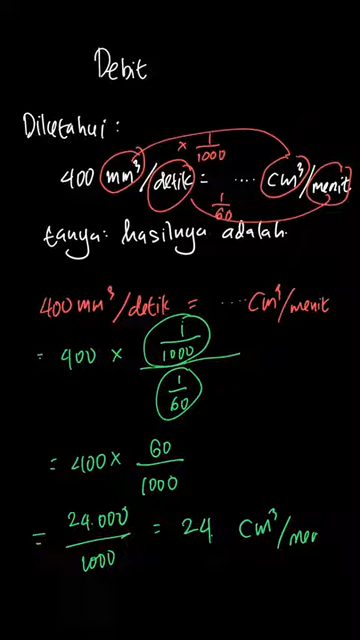 Debit
Diketahui :
× 1/1000
400 mm³/detik = .... cm³/menit
1/60
tanya: hasilnya adalah.
400 mm³/detik = .... cm³/menit
= 400 × (1/1000)/(1/60)
= 400 × 60/1000
= 24.000/1000 = 24 cm³/men